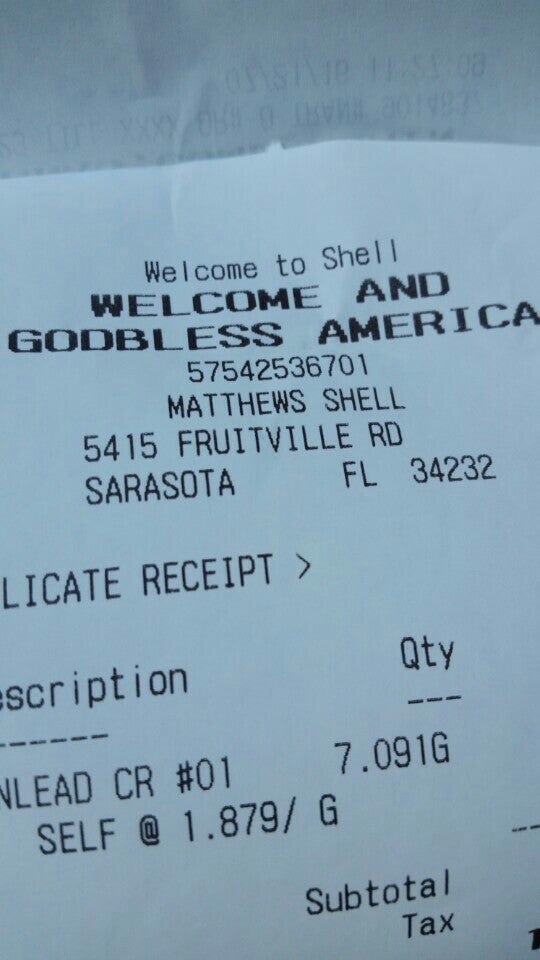 Welcome to Shell
WELCOME AND
GODBLESS AMERICA
57542536701
MATTHEWS SHELL
5415 FRUITVILLE RD
SARASOTA FL 34232
LICATE RECEIPT >
escription Qty
------ ---
NLEAD CR #01 7.091G
SELF @ 1.879/ G
Subtotal
Tax